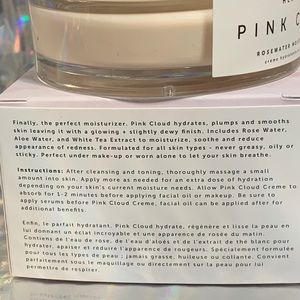 PINK C
ROSEWATER MO
crème hydratante
Finally, the perfect moisturizer. Pink Cloud hydrates, plumps and smooths
skin leaving it with a glowing + slightly dewy finish. Includes Rose Water,
Aloe Water, and White Tea Extract to moisturize, soothe and reduce
appearance of redness. Formulated for all skin types - never greasy, oily or
sticky. Perfect under make-up or worn alone to let your skin breathe.
Instructions: After cleansing and toning, thoroughly massage a small
amount into skin. Apply more as needed for an extra dose of hydration
depending on your skin's current moisture needs. Allow Pink Cloud Creme to
absorb for 1-2 minutes before applying facial oil or makeup. Be sure to
apply serums before Pink Cloud Creme, facial oil can be applied after for
additional benefits.
Enfin, le parfait hydratant. Pink Cloud hydrate, régénère et lisse la peau en
lui donnant un éclat incroyable et une apparence de rosée du matin.
Contiens de l'eau de rose, de l'eau d'aloès et de l'extrait de thé blanc pour
hydrater, apaiser et réduire l'apparence de rougeurs. Spécialement formulée
pour tous les types de peau ; jamais grasse, huileuse ou collante. Convient
parfaitement sous le maquillage ou directement sur la peau pour lui
permettre de respirer.